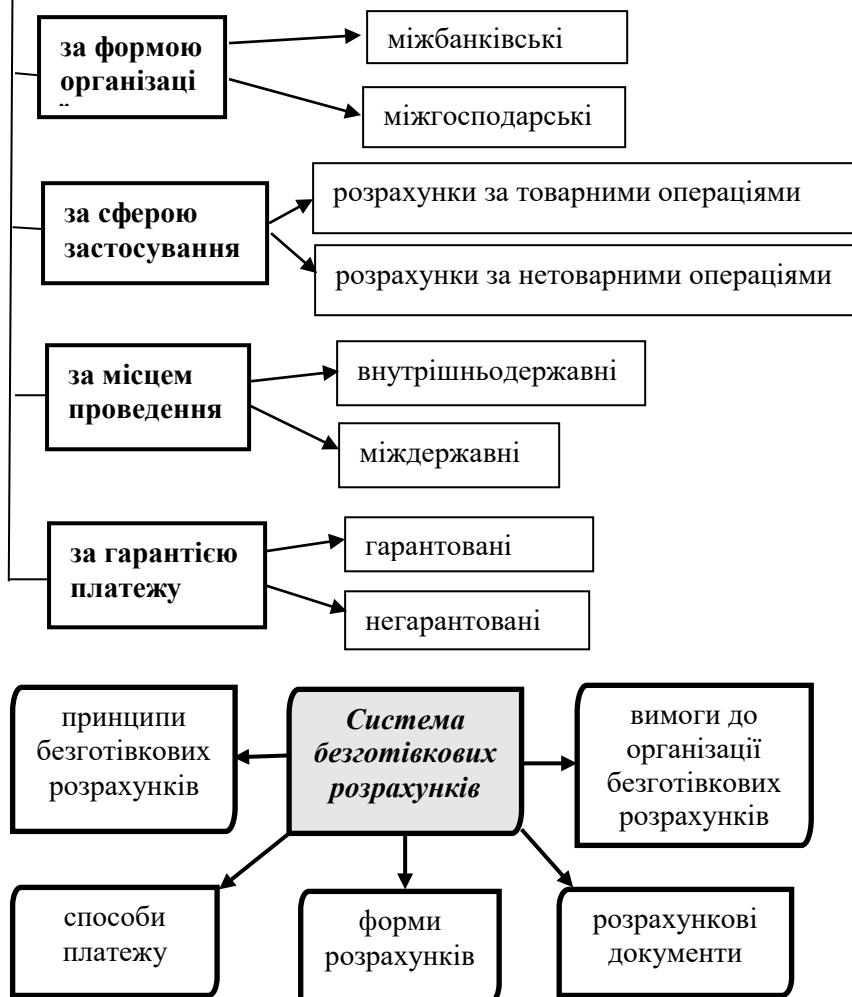 за формою
організаці
міжбанківські
міжгосподарські
за сферою
застосування
розрахунки за товарними операціями
розрахунки за нетоварними операціями
за місцем
проведення
внутрішньодержавні
міждержавні
за гарантією
платежу
гарантовані
негарантовані
принципи
безготівкових
розрахунків
Система
безготівкових
розрахунків
вимоги до
організації
безготівкових
розрахунків
способи
платежу
форми
розрахунків
розрахункові
документи